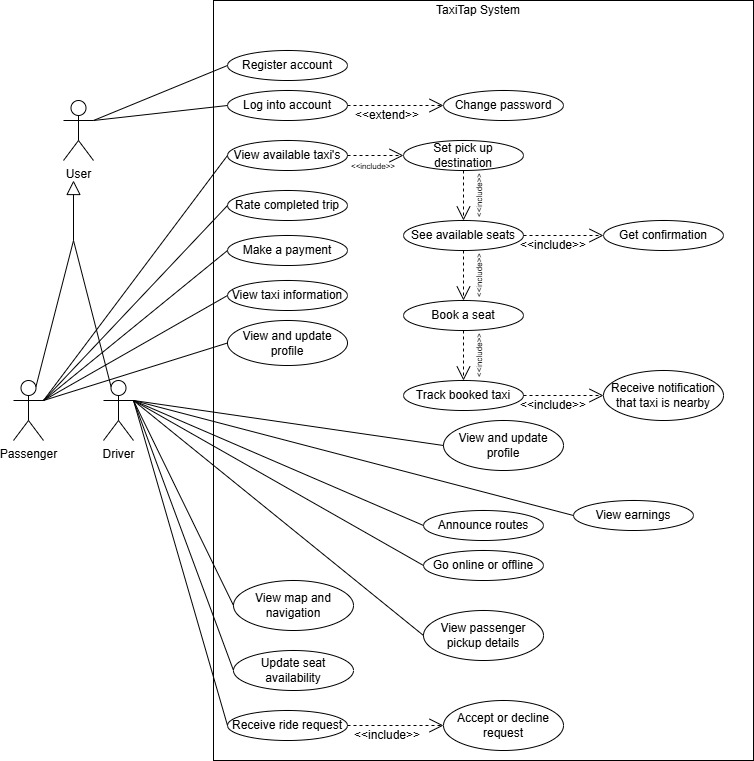 TaxiTap System
Register account
Log into account
<<extend>>
Change password
User
View available taxi's
<<include>>
Set pick up
destination
<<include>>
Rate completed trip
See available seats
<<include>>
Get confirmation
Make a payment
<<include>>
View taxi information
Book a seat
View and update
profile
<<include>>
Track booked taxi
<<include>>
Receive notification
that taxi is nearby
Passenger
Driver
View and update
profile
View earnings
Announce routes
Go online or offline
View map and
navigation
View passenger
pickup details
Update seat
availability
Receive ride request
<<include>>
Accept or decline
request